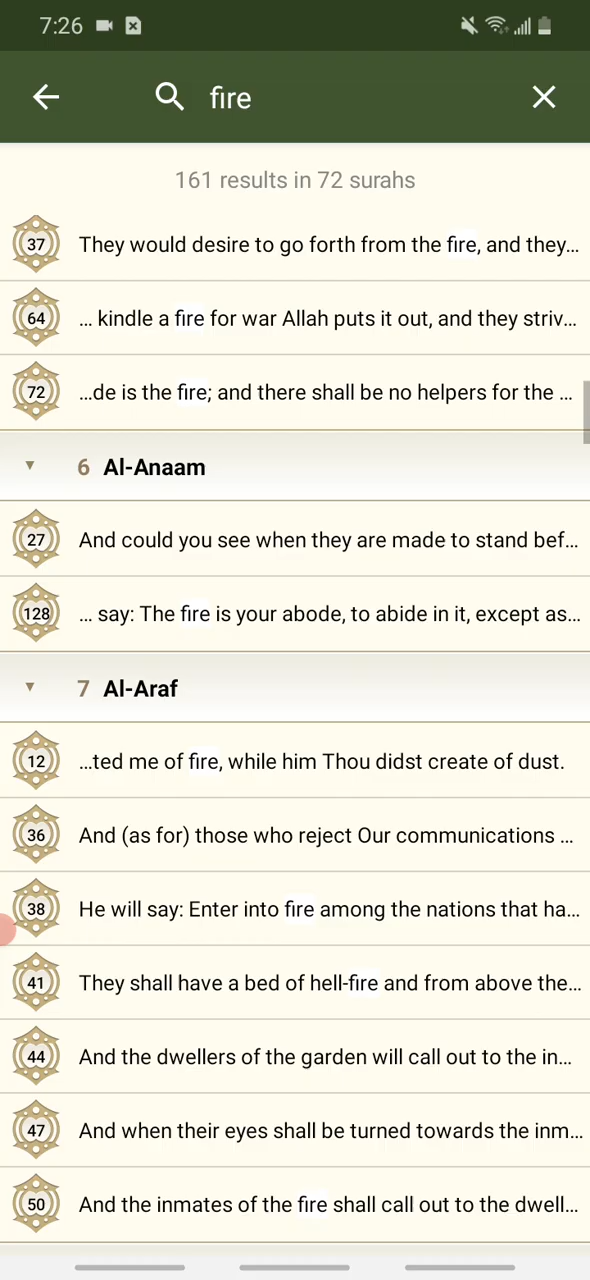 7:26
fire
161 results in 72 surahs
37 They would desire to go forth from the fire, and they...
64 ... kindle a fire for war Allah puts it out, and they striv...
72 ...de is the fire; and there shall be no helpers for the ...
6 Al-Anaam
27 And could you see when they are made to stand bef...
128 ... say: The fire is your abode, to abide in it, except as...
7 Al-Araf
12 ...ted me of fire, while him Thou didst create of dust.
36 And (as for) those who reject Our communications ...
38 He will say: Enter into fire among the nations that ha...
41 They shall have a bed of hell-fire and from above the...
44 And the dwellers of the garden will call out to the in...
47 And when their eyes shall be turned towards the inm...
50 And the inmates of the fire shall call out to the dwell...